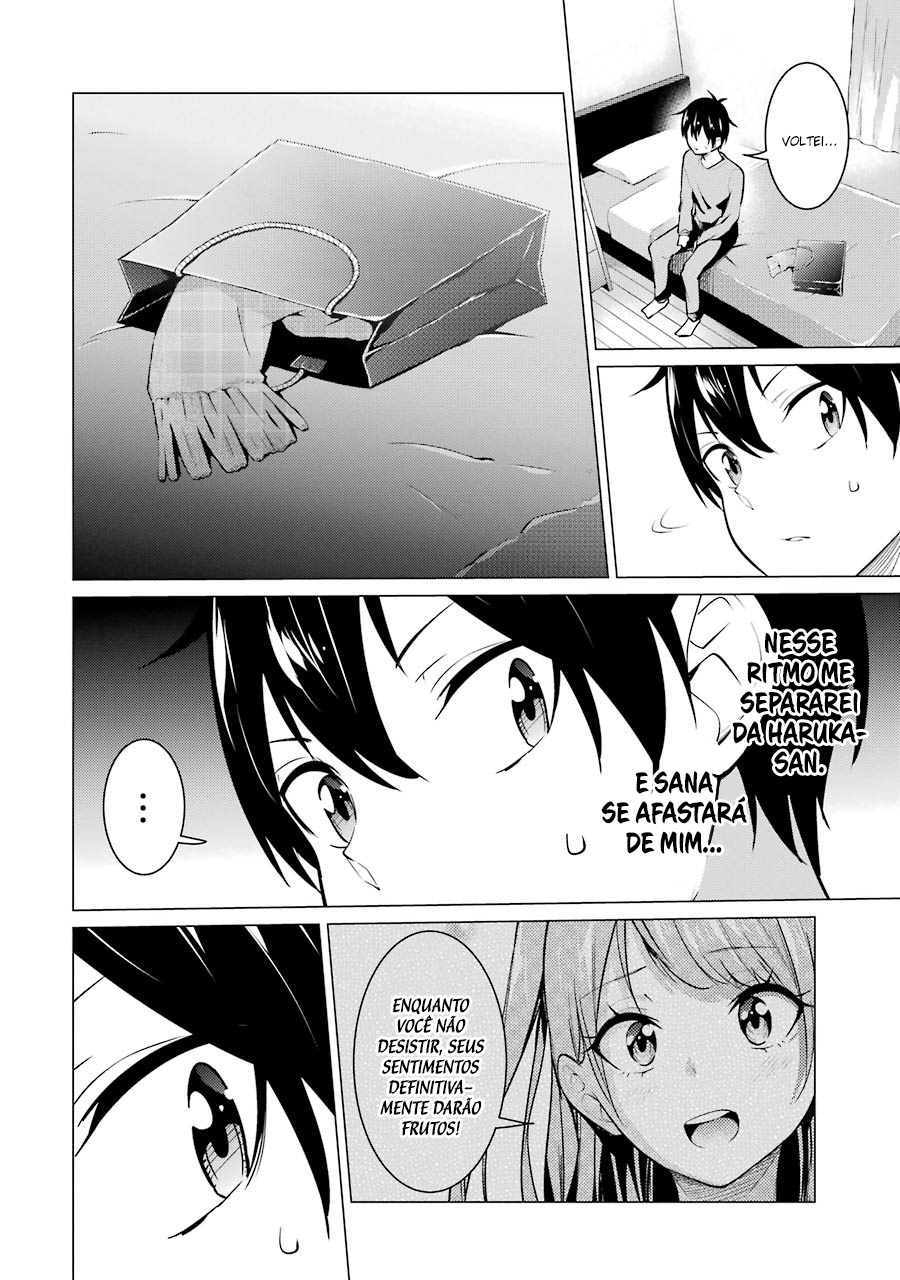 VOLTEI...
NESSE
RITMO ME
SEPARAREI
DA HARUKA-
SAN.
E SANA
SE AFASTARÁ
DE MIM...
...
ENQUANTO
VOCÊ NÃO
DESISTIR, SEUS
SENTIMENTOS
DEFINITIVA-
MENTE DARÃO
FRUTOS!